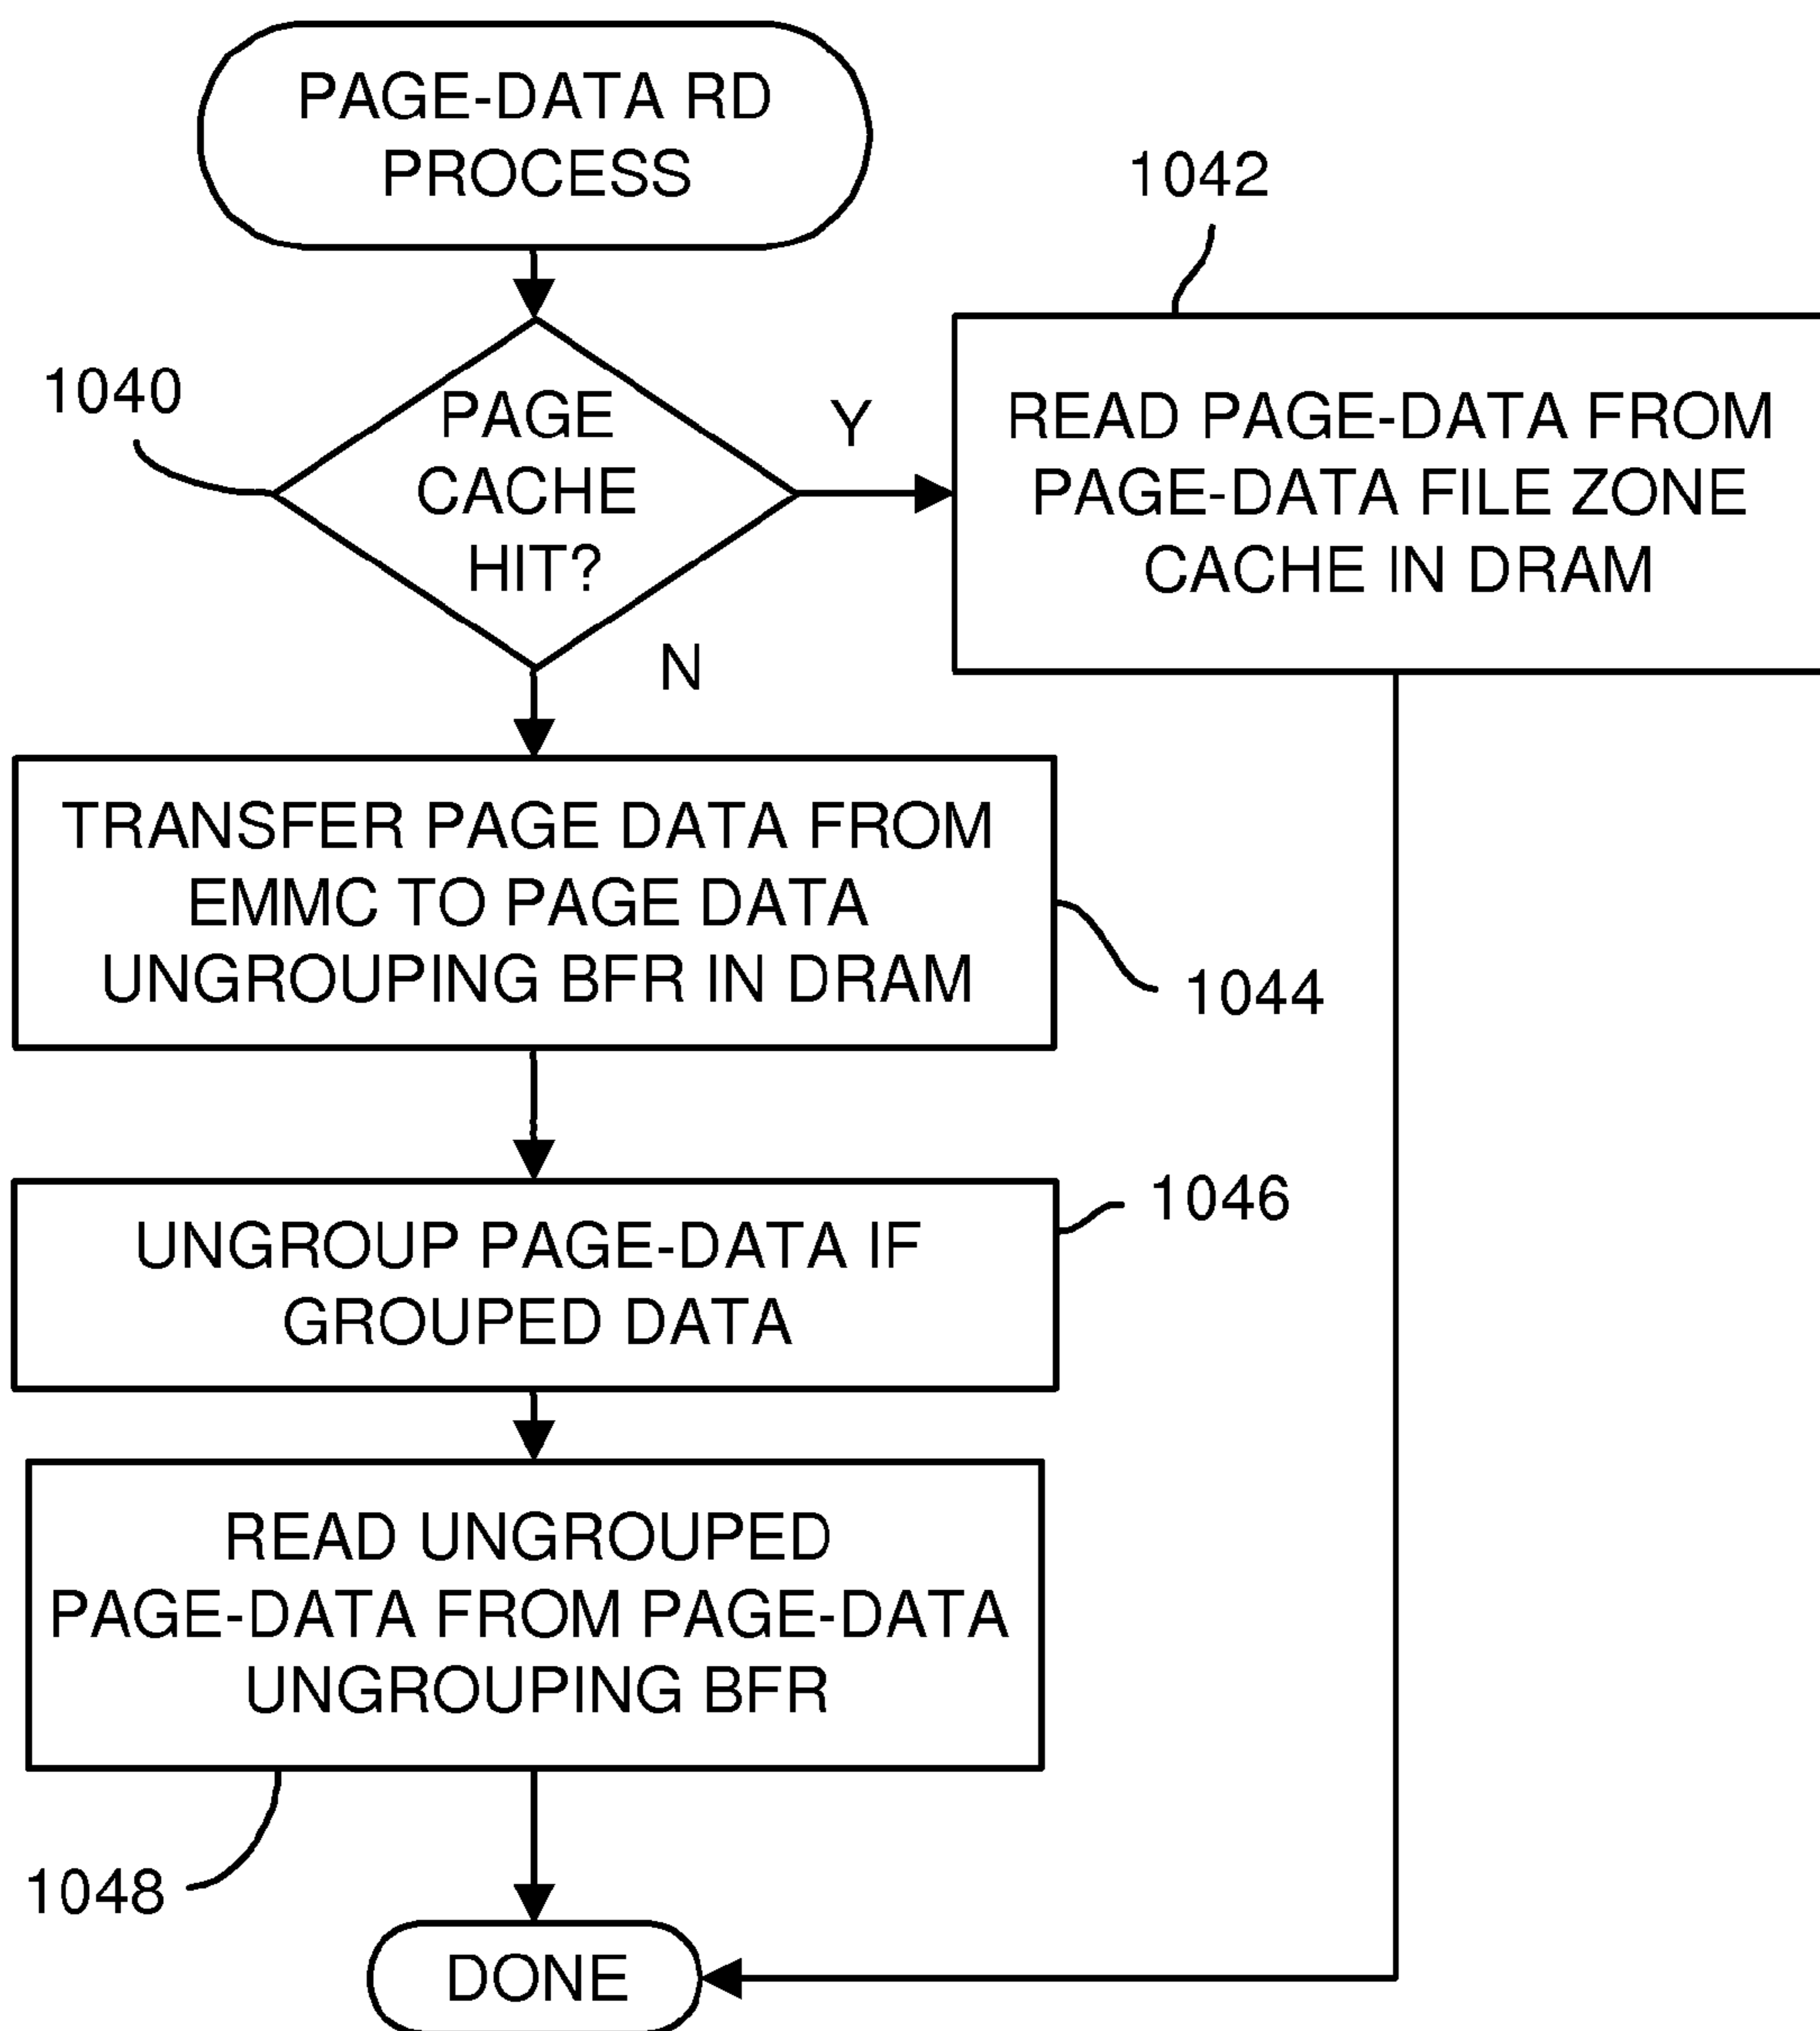 PAGE-DATA RD
PROCESS
1042
1040
PAGE
CACHE
HIT?
Y
READ PAGE-DATA FROM
PAGE-DATA FILE ZONE
CACHE IN DRAM
N
TRANSFER PAGE DATA FROM
EMMC TO PAGE DATA
UNGROUPING BFR IN DRAM
1044
1046
UNGROUP PAGE-DATA IF
GROUPED DATA
READ UNGROUPED
PAGE-DATA FROM PAGE-DATA
UNGROUPING BFR
1048
DONE